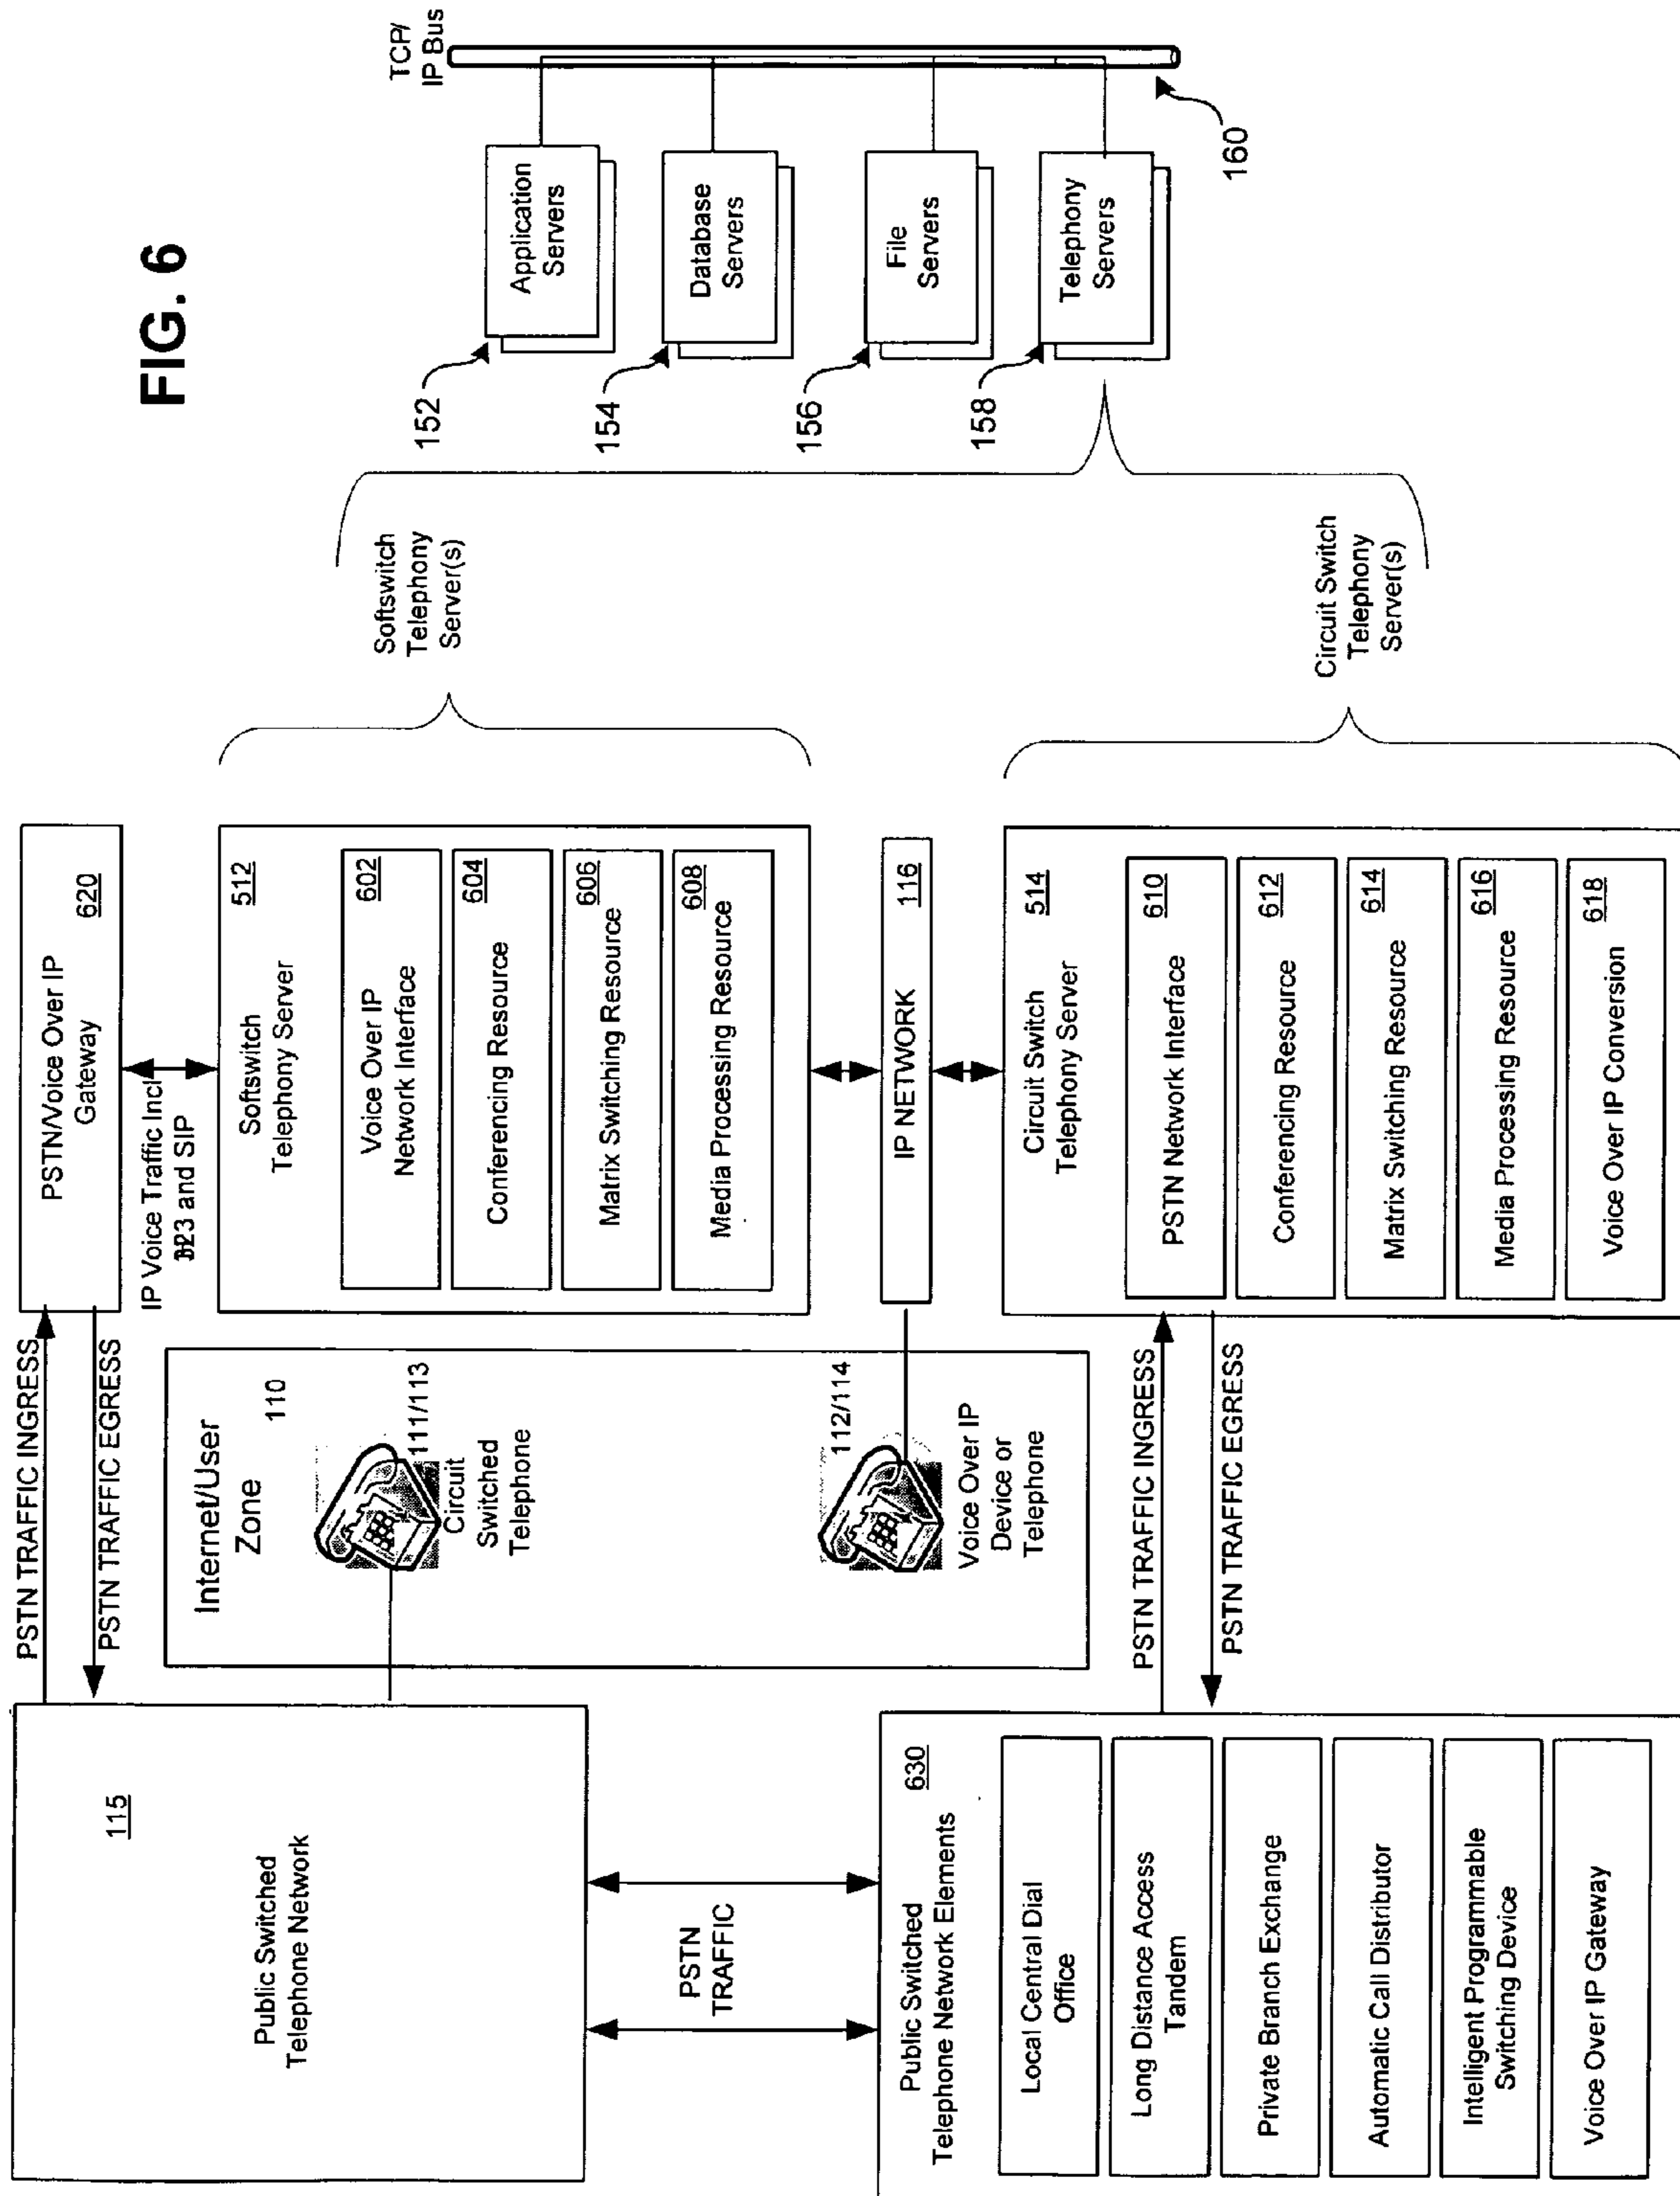 115
Public Switched
Telephone Network
PSTN
TRAFFIC
Public Switched
Telephone Network Elements
630
Local Central Dial
Office
Long Distance Access
Tandem
Private Branch Exchange
Automatic Call Distributor
Intelligent Programmable
Switching Device
Voice Over IP Gateway
PSTN TRAFFIC INGRESS
PSTN TRAFFIC EGRESS
Internet/User
Zone
110
111/113
Circuit
Switched
Telephone
112/114
Voice Over IP
Device or
Telephone
PSTN TRAFFIC INGRESS
PSTN TRAFFIC EGRESS
PSTN/Voice Over IP
Gateway
620
IP Voice Traffic Incl
and SIP
Softswitch
Telephony Server
512
Voice Over IP
Network Interface
602
Conferencing Resource
604
Matrix Switching Resource
606
Media Processing Resource
608
IP NETWORK
116
Circuit Switch
Telephony Server
514
PSTN Network Interface
610
Conferencing Resource
612
Matrix Switching Resource
614
Media Processing Resource
616
Voice Over IP Conversion
618
Softswitch
Telephony
Server(s)
Circuit Switch
Telephony
Server(s)
FIG. 6
152
Application
Servers
154
Database
Servers
156
File
Servers
158
Telephony
Servers
TCP/
IP Bus
160